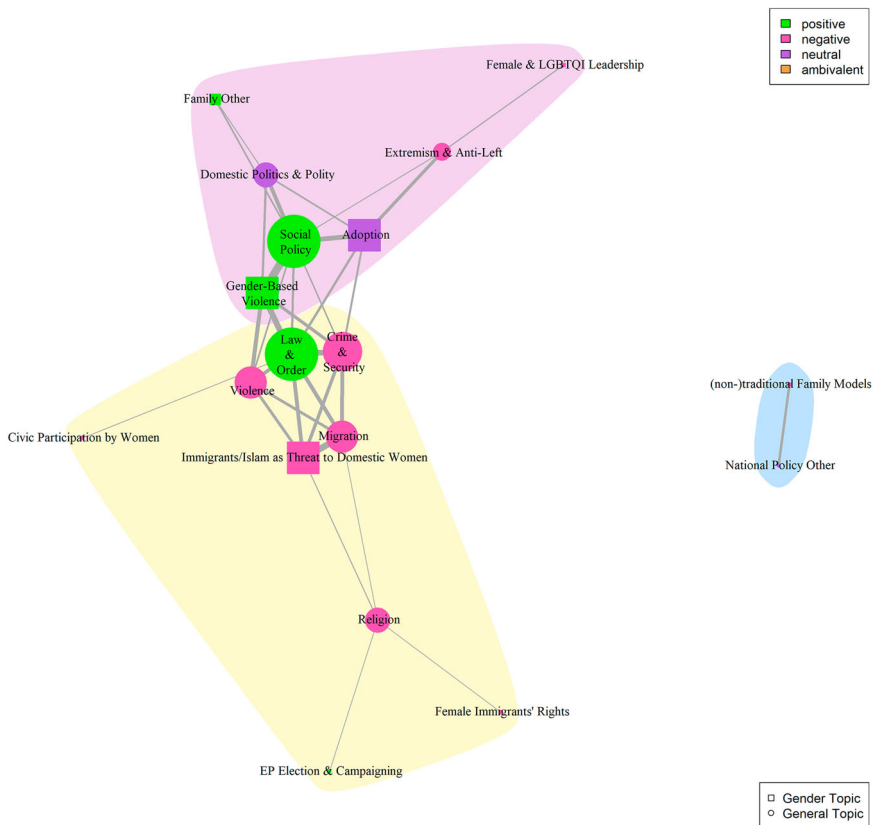 positive
negative
neutral
ambivalent
Female & LGBTQI Leadership
Family Other
Extremism & Anti-Left
Domestic Politics & Polity
Social
Policy
Adoption
Gender-Based
Violence
Law
&
Order
Crime
&
Security
Violence
(non-)traditional Family Models
Civic Participation by Women
Migration
Immigrants/Islam as Threat to Domestic Women
National Policy Other
Religion
Female Immigrants' Rights
EP Election & Campaigning
Gender Topic
General Topic